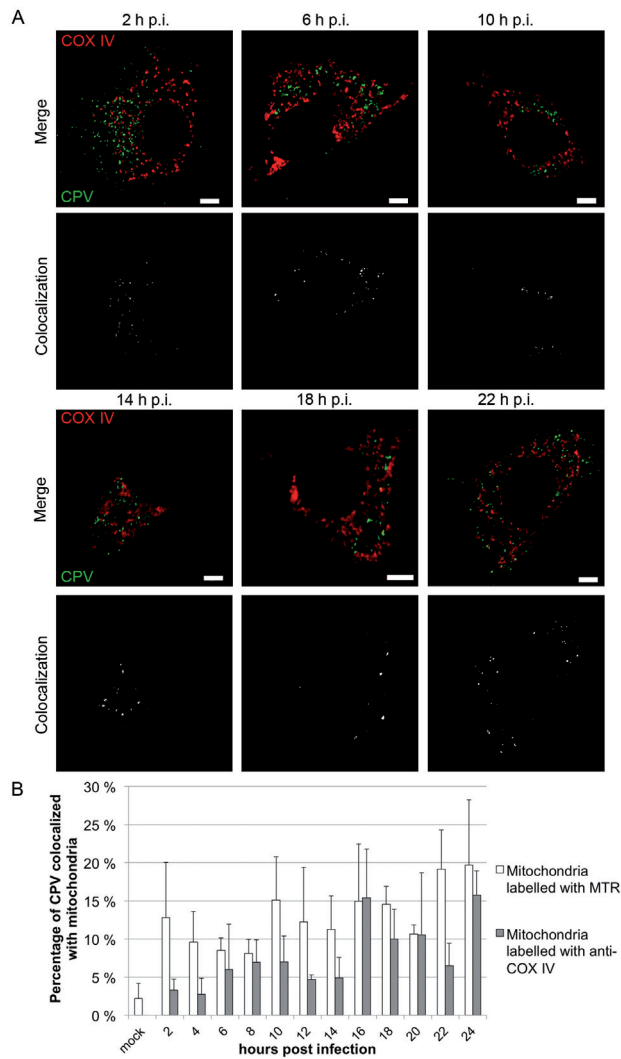 A
2 h p.i. 6 h p.i. 10 h p.i.
COX IV
Merge
CPV
Colocalization
14 h p.i. 18 h p.i. 22 h p.i.
COX IV
Merge
CPV
Colocalization
B
Percentage of CPV colocalized
with mitochondria
30 %
25 %
20 %
15 %
10 %
5 %
0 %
mock 2 4 6 8 10 12 14 16 18 20 22 24
hours post infection
Mitochondria
labelled with MTR
Mitochondria
labelled with anti-
COX IV